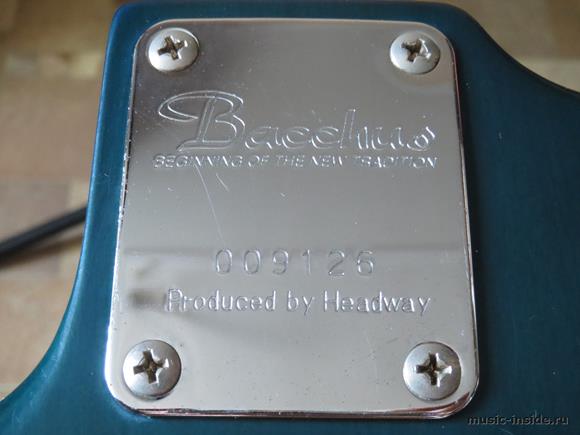 Bacchus
BEGINNING OF THE NEW TRADITION
009126
Produced by Headway
music-inside.ru